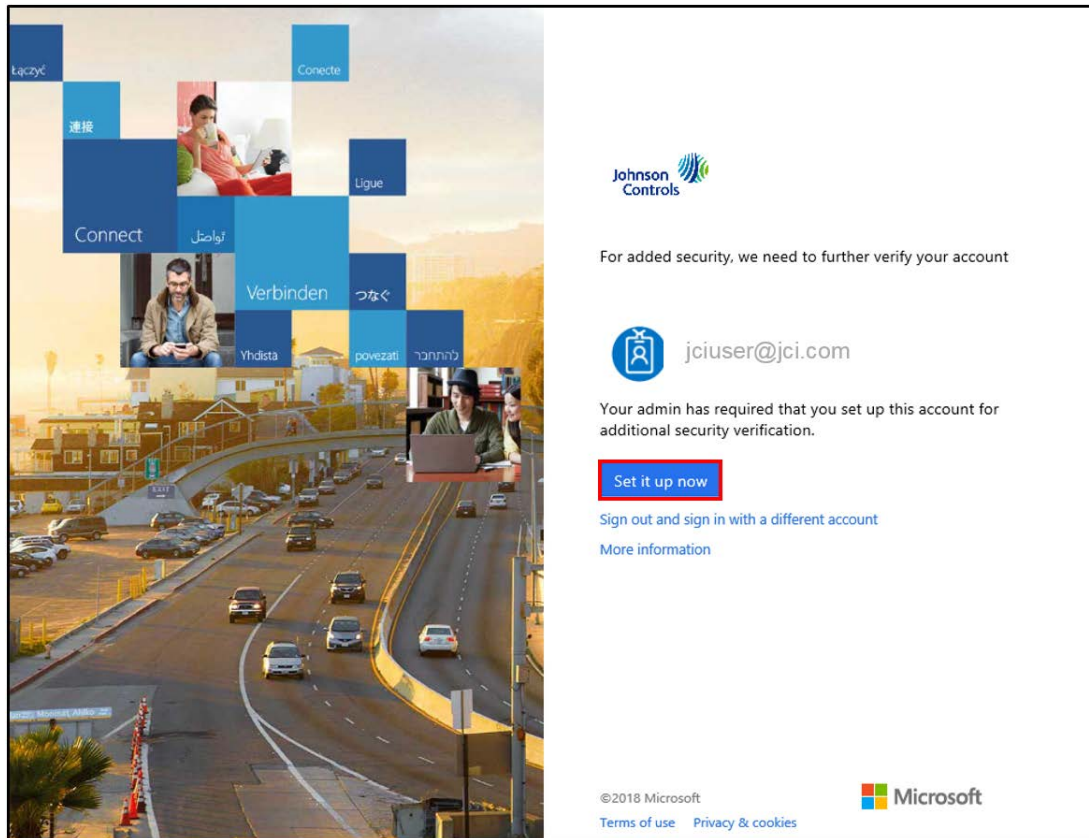 Łączyć
Conecte
連接
Ligue
Connect
تواصل
Verbinden
つなぐ
Yhdistä
povezati
להתחבר
EXIT
Johnson
Controls
For added security, we need to further verify your account
jciuser@jci.com
Your admin has required that you set up this account for
additional security verification.
Set it up now
Sign out and sign in with a different account
More information
©2018 Microsoft
Microsoft
Terms of use Privacy & cookies